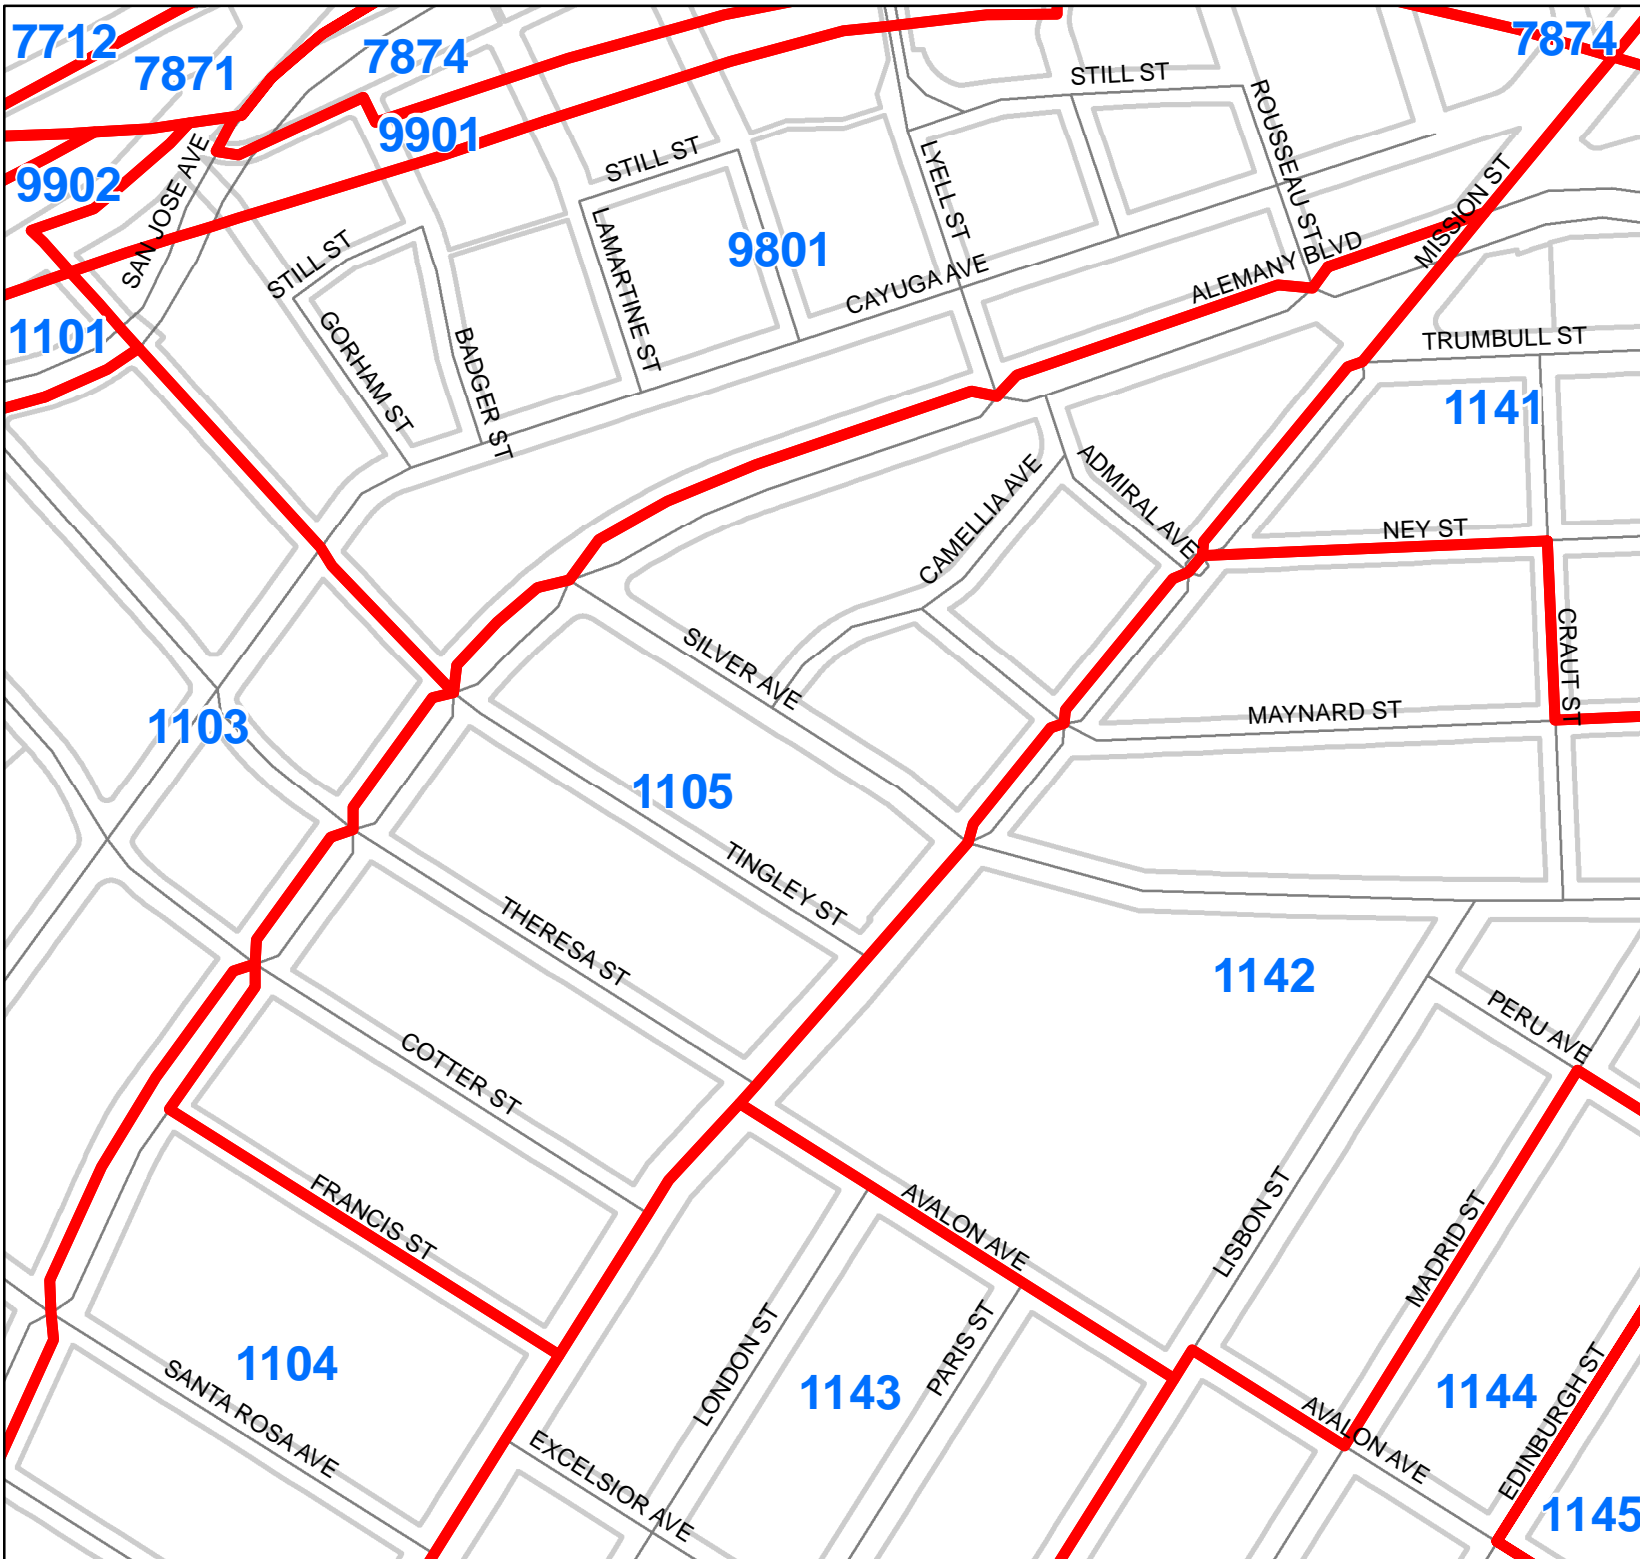 7712
7871
7874
7874
STILL ST
9901
ROUSSEAU ST
STILL ST
SAN JOSE AVE
9902
LYELL ST
MISSION ST
LAMARTINE ST
9801
STILL ST
CAYUGA AVE
ALEMANY BLVD
1101
GORHAM ST
BADGER ST
TRUMBULL ST
1141
ADMIRAL AVE
CAMELLIA AVE
NEY ST
SILVER AVE
CRAUT ST
1103
MAYNARD ST
1105
TINGLEY ST
THERESA ST
1142
PERU AVE
COTTER ST
FRANCIS ST
AVALON AVE
LISBON ST
MADRID ST
1104
SANTA ROSA AVE
LONDON ST
1143
PARIS ST
1144
EDINBURGH ST
AVALON AVE
EXCELSIOR AVE
1145